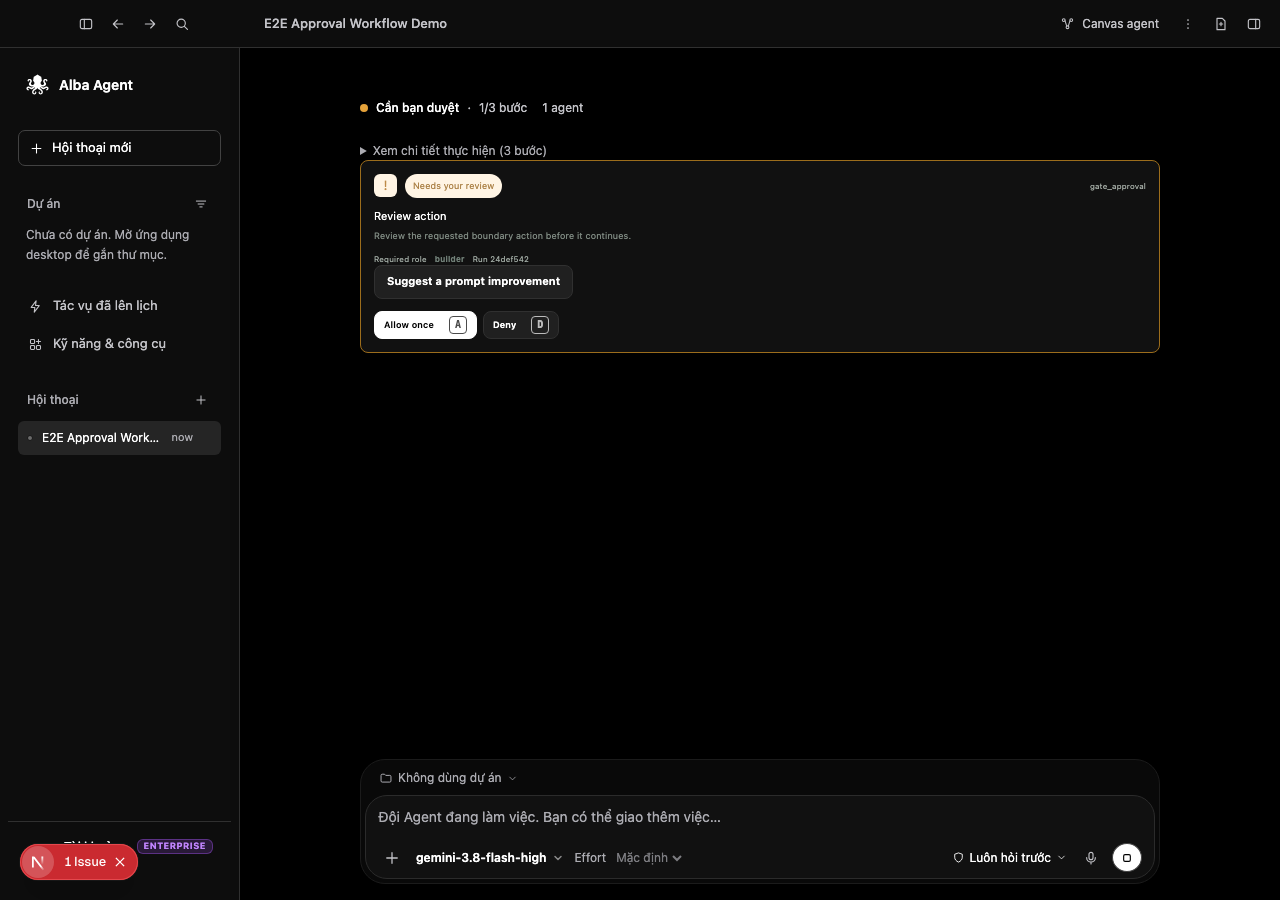 E2E Approval Workflow Demo
Canvas agent
Alba Agent
Hội thoại mới
Dự án
Chưa có dự án. Mở ứng dụng
desktop để gắn thư mục.
Tác vụ đã lên lịch
Kỹ năng & công cụ
Hội thoại
E2E Approval Work... now
ENTERPRISE
N 1 Issue
Cần bạn duyệt · 1/3 bước 1 agent
Xem chi tiết thực hiện (3 bước)
! Needs your review gate_approval
Review action
Review the requested boundary action before it continues.
Required role builder Run 24def542
Suggest a prompt improvement
Allow once A Deny D
Không dùng dự án
Đội Agent đang làm việc. Bạn có thể giao thêm việc...
gemini-3.8-flash-high Effort Mặc định Luôn hỏi trước